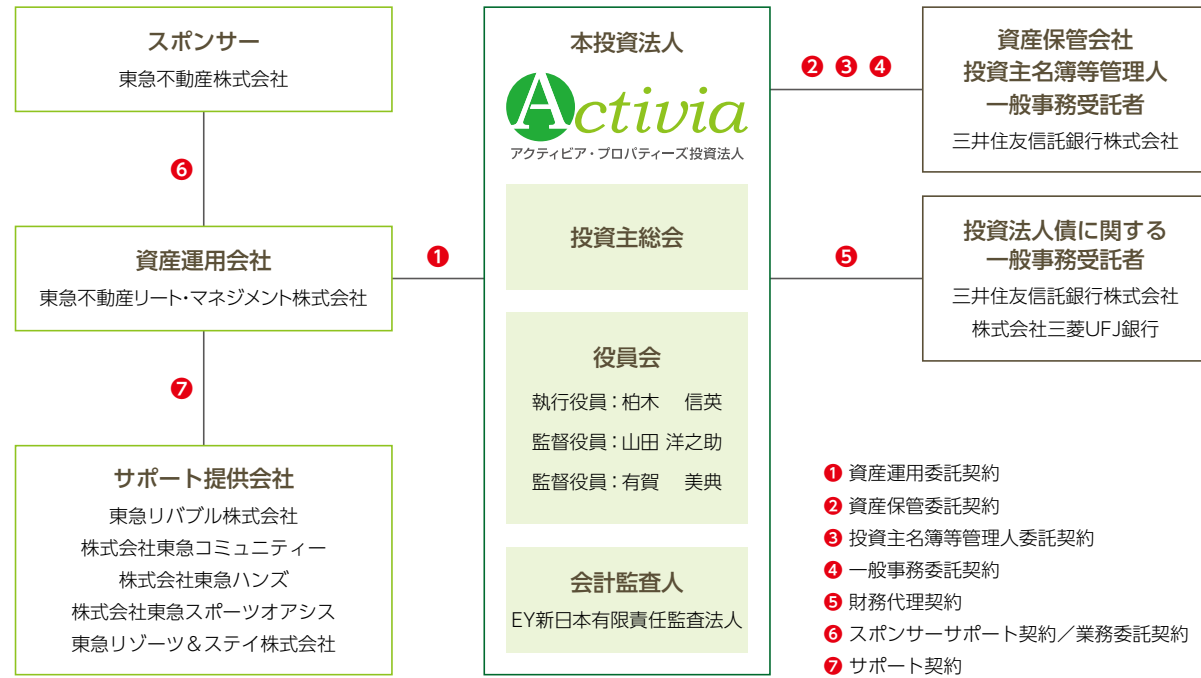 スポンサー
東急不動産株式会社
❻
資産運用会社
東急不動産リート・マネジメント株式会社
❼
サポート提供会社
東急リバブル株式会社
株式会社東急コミュニティー
株式会社東急ハンズ
株式会社東急スポーツオアシス
東急リゾーツ＆ステイ株式会社
❶
本投資法人
Activia
アクティビア・プロパティーズ投資法人
投資主総会
役員会
執行役員：柏木　信英
監督役員：山田 洋之助
監督役員：有賀　美典
会計監査人
EY新日本有限責任監査法人
❷ ❸ ❹
資産保管会社
投資主名簿等管理人
一般事務受託者
三井住友信託銀行株式会社
❺
投資法人債に関する
一般事務受託者
三井住友信託銀行株式会社
株式会社三菱UFJ銀行
❶ 資産運用委託契約
❷ 資産保管委託契約
❸ 投資主名簿等管理人委託契約
❹ 一般事務委託契約
❺ 財務代理契約
❻ スポンサーサポート契約／業務委託契約
❼ サポート契約